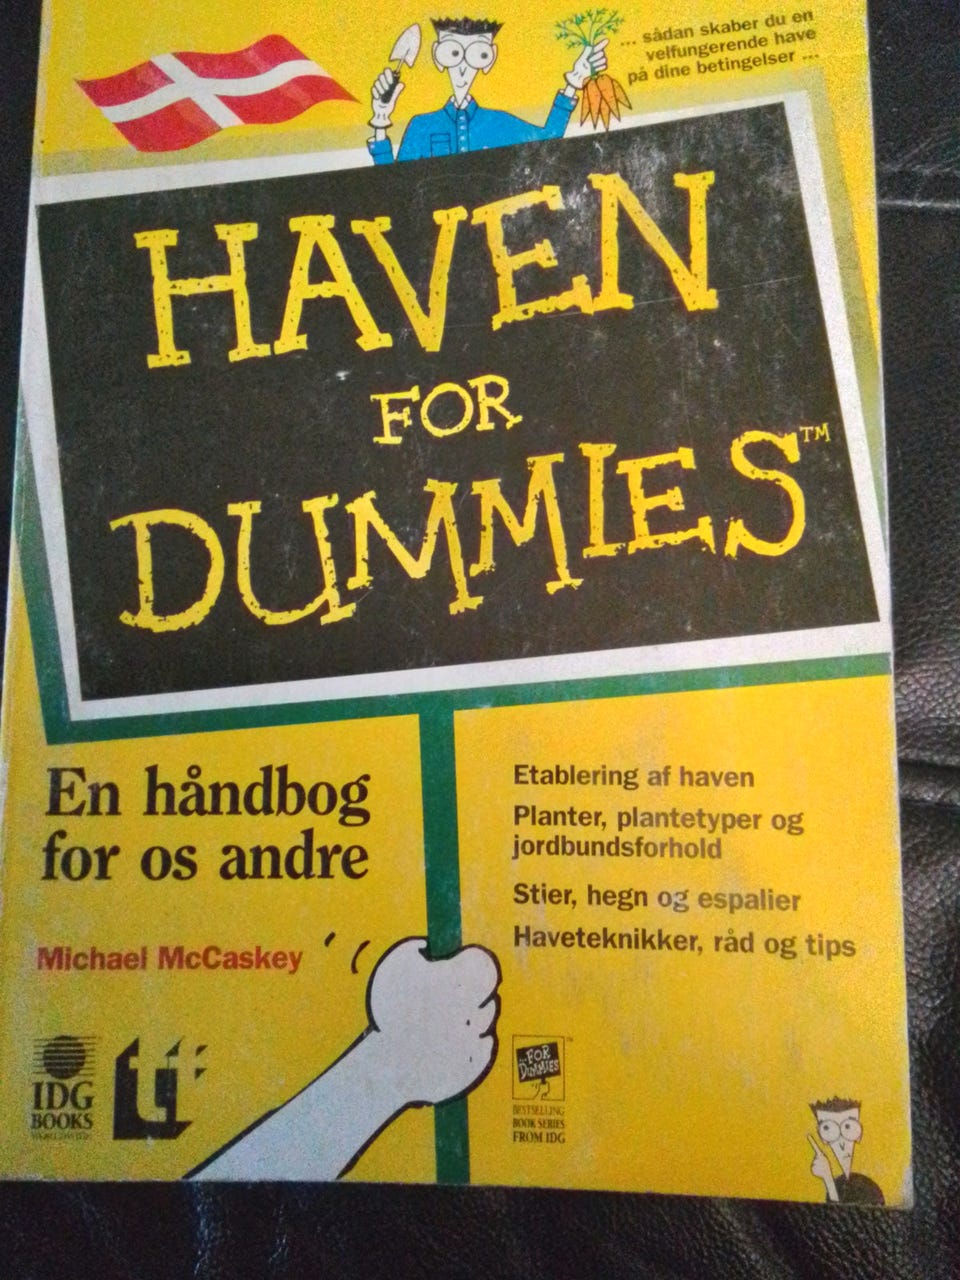 ... sådan skaber du en
velfungerende have
på dine betingelser ...
HAVEN
FOR
DUMMIES™
En håndbog
for os andre
Michael McCaskey
Etablering af haven
Planter, plantetyper og
jordbundsforhold
Stier, hegn og espalier
Haveteknikker, råd og tips
IDG
BOOKS
WORLDWIDE
...FOR
DUMMIES
™
BESTSELLING
BOOK SERIES
FROM IDG